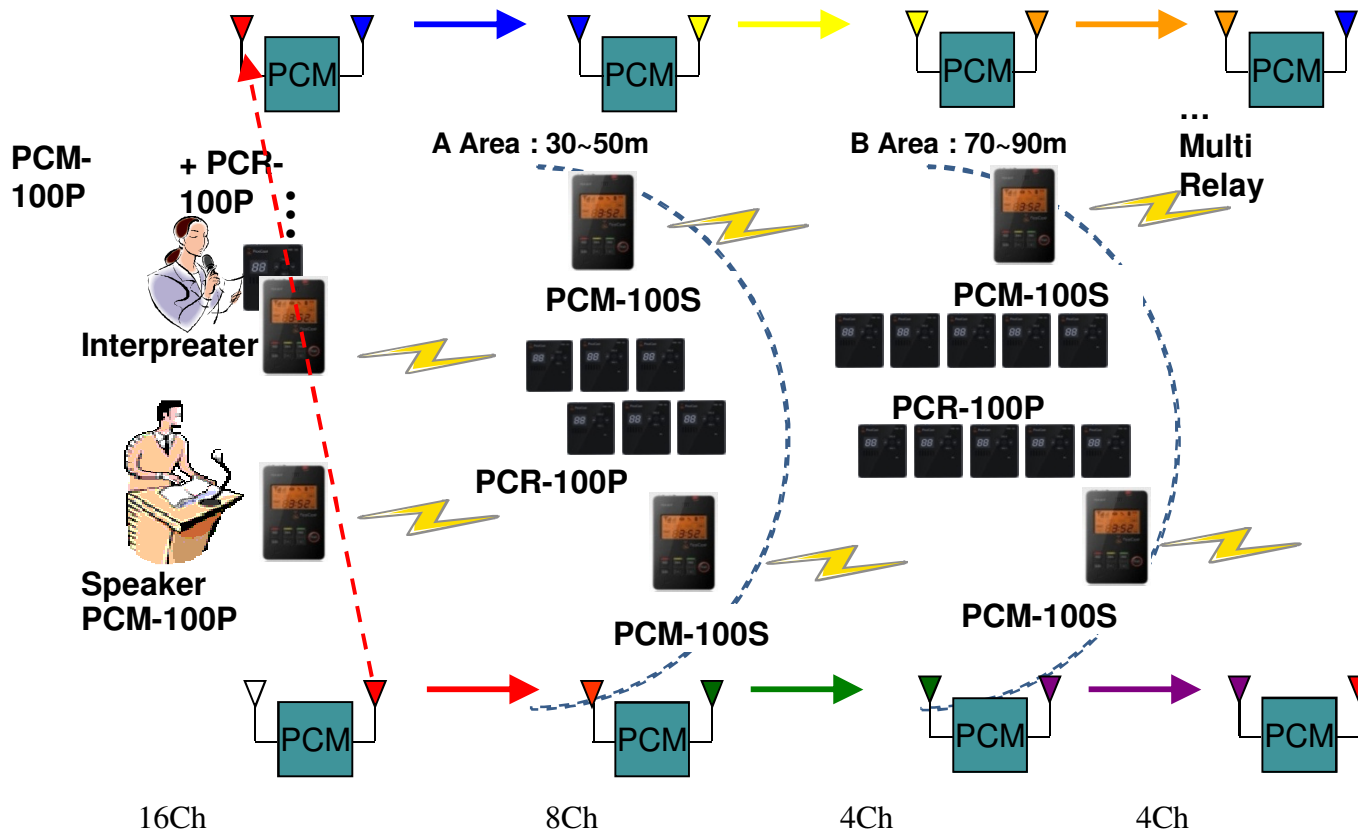 PCM
PCM
PCM
PCM
A Area : 30~50m
B Area : 70~90m
...
Multi
Relay
PCM-
100P
+ PCR-
100P
Interpreater
PCM-100S
PCM-100S
PCR-100P
PCR-100P
Speaker
PCM-100P
PCM-100S
PCM-100S
PCM
PCM
PCM
PCM
16Ch
8Ch
4Ch
4Ch